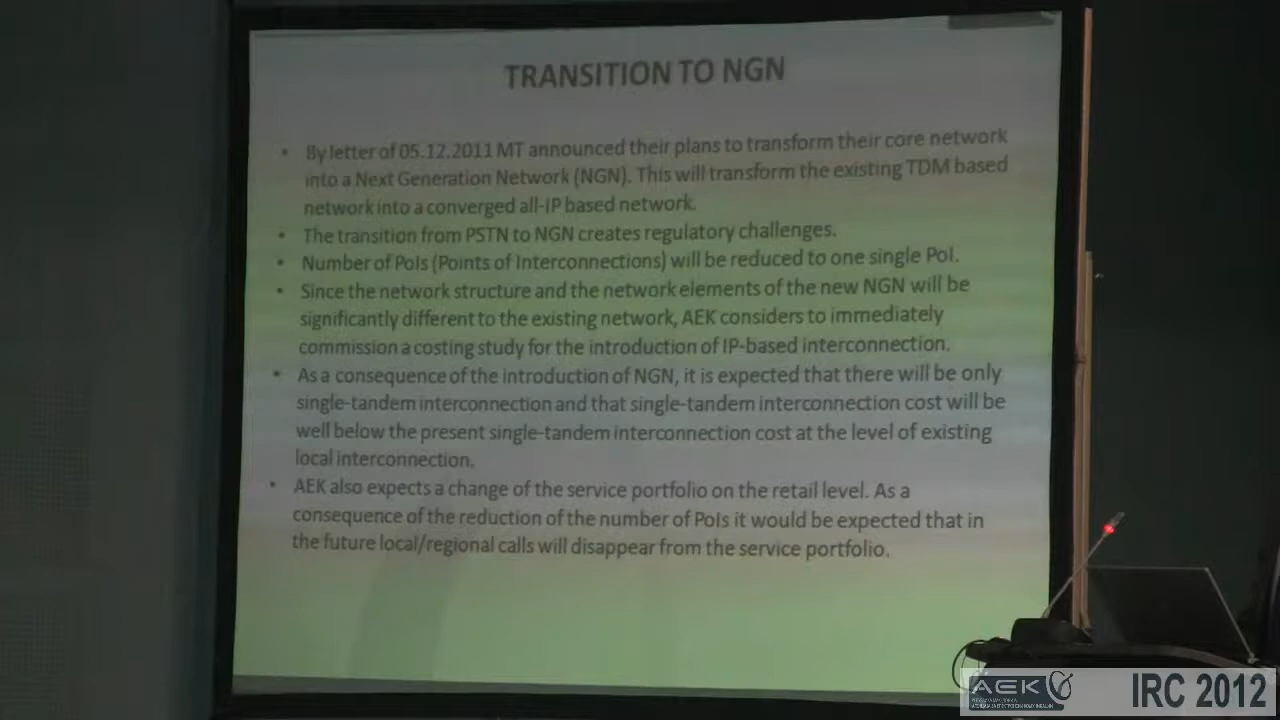 TRANSITION TO NGN
• By letter of 05.12.2011 MT announced their plans to transform their core network
into a Next Generation Network (NGN). This will transform the existing TDM based
network into a converged all-IP based network.
• The transition from PSTN to NGN creates regulatory challenges.
• Number of PoIs (Points of Interconnections) will be reduced to one single PoI.
• Since the network structure and the network elements of the new NGN will be
significantly different to the existing network, AEK considers to immediately
commission a costing study for the introduction of IP-based interconnection.
• As a consequence of the introduction of NGN, it is expected that there will be only
single-tandem interconnection and that single-tandem interconnection cost will be
well below the present single-tandem interconnection cost at the level of existing
local interconnection.
• AEK also expects a change of the service portfolio on the retail level. As a
consequence of the reduction of the number of PoIs it would be expected that in
the future local/regional calls will disappear from the service portfolio.
AEK
IRC 2012